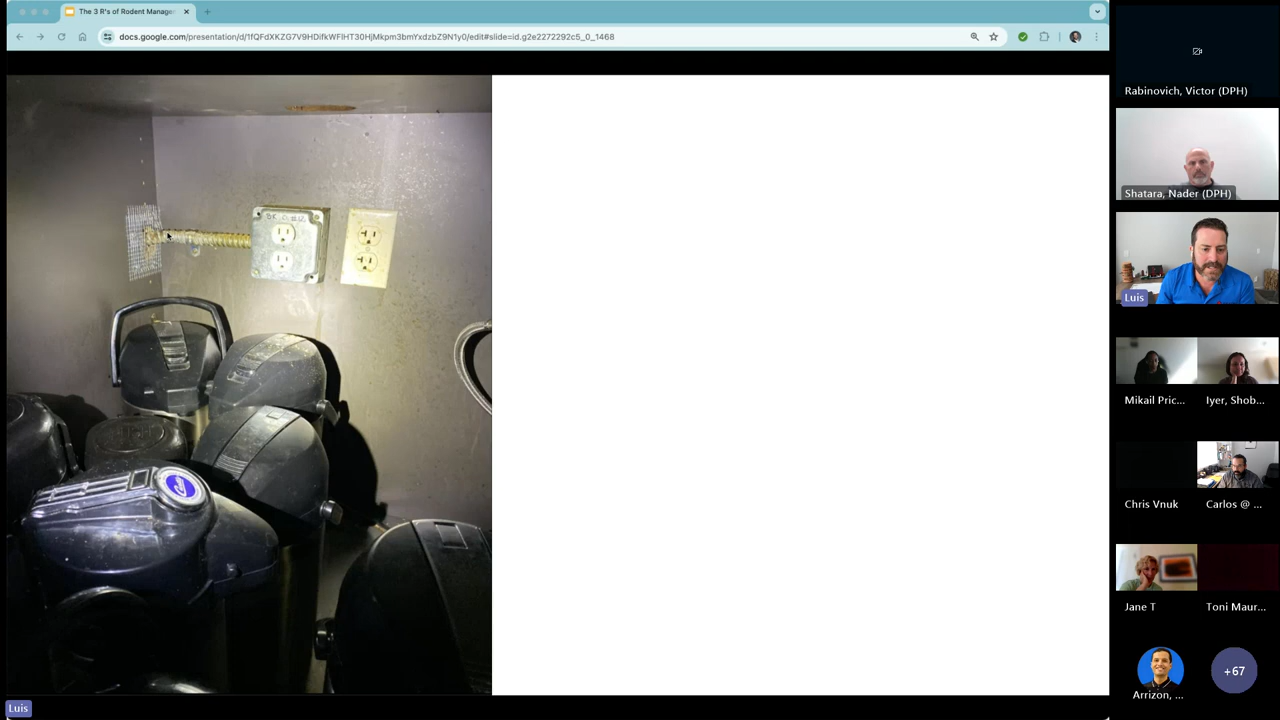 The 3 R's of Rodent Manage
docs.google.com/presentation/d/1fQFdXKZG7V9HDifkWFlHT30HjMkpm3bmYxdzbZ9N1y0/edit#slide=id.g2e2272292c5_0_1468
Rabinovich, Victor (DPH)
Shatara, Nader (DPH)
Luis
Mikail Pric...
Iyer, Shob...
Chris Vnuk
Carlos @ ...
Jane T
Toni Maur...
Arrizon, ...
+67
Luis